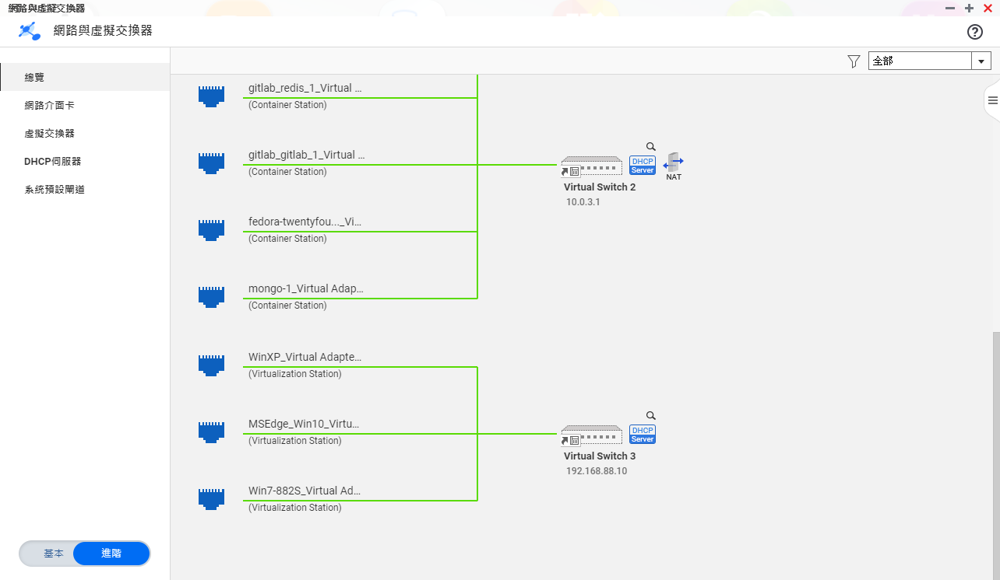 網路與虛擬交換器
網路與虛擬交換器
全部
總覽
網路介面卡
虛擬交換器
DHCP伺服器
系統預設閘道
gitlab_redis_1_Virtual ...
(Container Station)
gitlab_gitlab_1_Virtual ...
(Container Station)
DHCP
Server
NAT
Virtual Switch 2
10.0.3.1
fedora-twentyfou..._Vi...
(Container Station)
mongo-1_Virtual Adap...
(Container Station)
WinXP_Virtual Adapte...
(Virtualization Station)
MSEdge_Win10_Virtu...
(Virtualization Station)
DHCP
Server
Virtual Switch 3
192.168.88.10
Win7-882S_Virtual Ad...
(Virtualization Station)
基本
進階